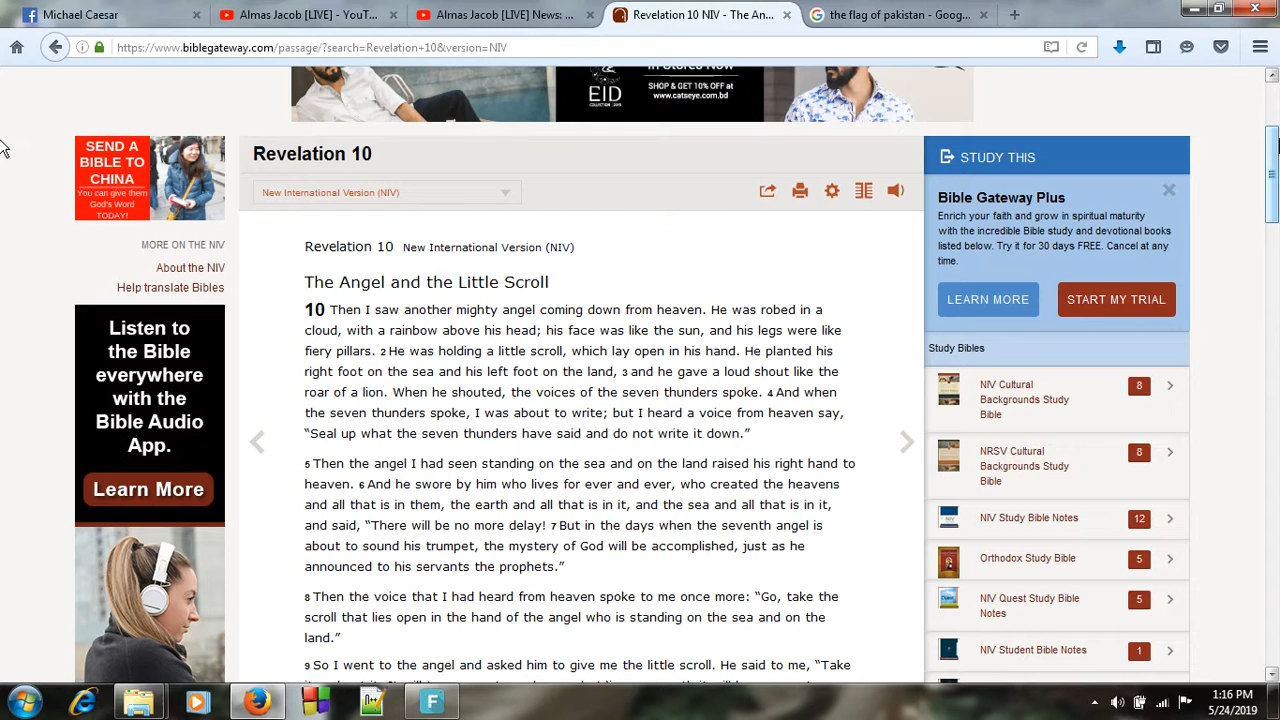 Michael Caesar
Almas Jacob [LIVE] - YouT...
Almas Jacob [LIVE] News: ...
Revelation 10 NIV - The An...
the flag of pakistan - Goog...
https://www.biblegateway.com/passage/?search=Revelation+10&version=NIV
In Stores Now
EID
SHOP & GET 10% OFF at
www.catseye.com.bd
SEND A
BIBLE TO
CHINA
You can give them
God's Word
TODAY!
MORE ON THE NIV
About the NIV
Help translate Bibles
Listen to
the Bible
everywhere
with the
Bible Audio
App.
Learn More
Revelation 10
New International Version (NIV)
Revelation 10 New International Version (NIV)
The Angel and the Little Scroll
10 Then I saw another mighty angel coming down from heaven. He was robed in a
cloud, with a rainbow above his head; his face was like the sun, and his legs were like
fiery pillars. 2 He was holding a little scroll, which lay open in his hand. He planted his
right foot on the sea and his left foot on the land, 3 and he gave a loud shout like the
roar of a lion. When he shouted, the voices of the seven thunders spoke. 4 And when
the seven thunders spoke, I was about to write; but I heard a voice from heaven say,
“Seal up what the seven thunders have said and do not write it down.”
5 Then the angel I had seen standing on the sea and on the land raised his right hand to
heaven. 6 And he swore by him who lives for ever and ever, who created the heavens
and all that is in them, the earth and all that is in it, and the sea and all that is in it,
and said, “There will be no more delay! 7 But in the days when the seventh angel is
about to sound his trumpet, the mystery of God will be accomplished, just as he
announced to his servants the prophets.”
8 Then the voice that I had heard from heaven spoke to me once more: “Go, take the
scroll that lies open in the hand of the angel who is standing on the sea and on the
land.”
9 So I went to the angel and asked him to give me the little scroll. He said to me, “Take
STUDY THIS
Bible Gateway Plus
Enrich your faith and grow in spiritual maturity
with the incredible Bible study and devotional books
listed below. Try it for 30 days FREE. Cancel at any
time.
LEARN MORE
START MY TRIAL
Study Bibles
NIV Cultural
Backgrounds Study
Bible
8
NRSV Cultural
Backgrounds Study
Bible
8
NIV Study Bible Notes
12
Orthodox Study Bible
5
NIV Quest Study Bible
Notes
5
NIV Student Bible Notes
1
1:16 PM
5/24/2019